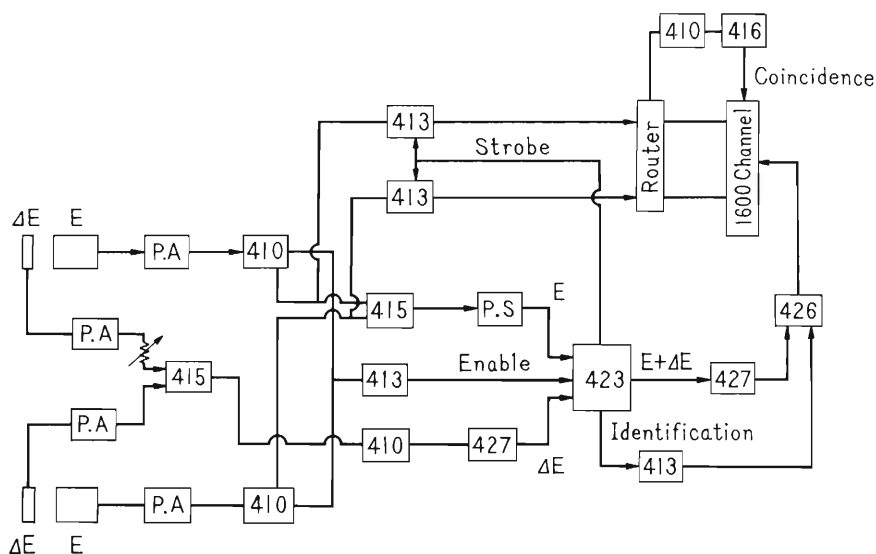 410
416
Coincidence
413
Strobe
Router
1600 Channel
413
ΔE
E
P.A
410
E
415
P.S
426
P.A
415
413
Enable
423
E+ΔE
427
P.A
410
427
ΔE
Identification
413
P.A
410
ΔE
E